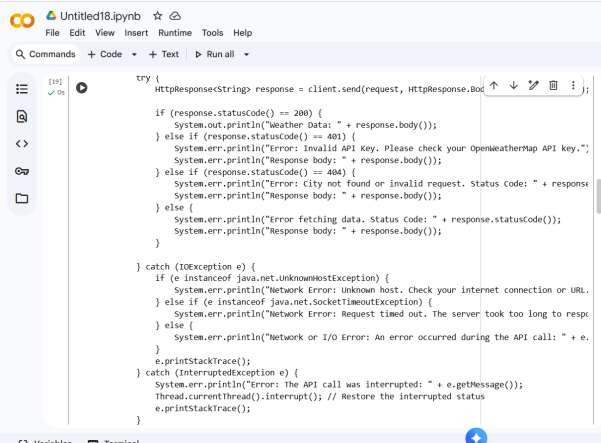 CO Untitled18.ipynb
File Edit View Insert Runtime Tools Help
Commands + Code + Text Run all
[19]
0s
try {
HttpResponse<String> response = client.send(request, HttpResponse.Bod
if (response.statusCode() == 200) {
System.out.println("Weather Data: " + response.body());
} else if (response.statusCode() == 401) {
System.err.println("Error: Invalid API Key. Please check your OpenWeatherMap API key.")
System.err.println("Response body: " + response.body());
} else if (response.statusCode() == 404) {
System.err.println("Error: City not found or invalid request. Status Code: " + response
System.err.println("Response body: " + response.body());
} else {
System.err.println("Error fetching data. Status Code: " + response.statusCode());
System.err.println("Response body: " + response.body());
}
} catch (IOException e) {
if (e instanceof java.net.UnknownHostException) {
System.err.println("Network Error: Unknown host. Check your internet connection or URL.
} else if (e instanceof java.net.SocketTimeoutException) {
System.err.println("Network Error: Request timed out. The server took too long to respo
} else {
System.err.println("Network or I/O Error: An error occurred during the API call: " + e.
}
e.printStackTrace();
} catch (InterruptedException e) {
System.err.println("Error: The API call was interrupted: " + e.getMessage());
Thread.currentThread().interrupt(); // Restore the interrupted status
e.printStackTrace();
}
Variables Terminal